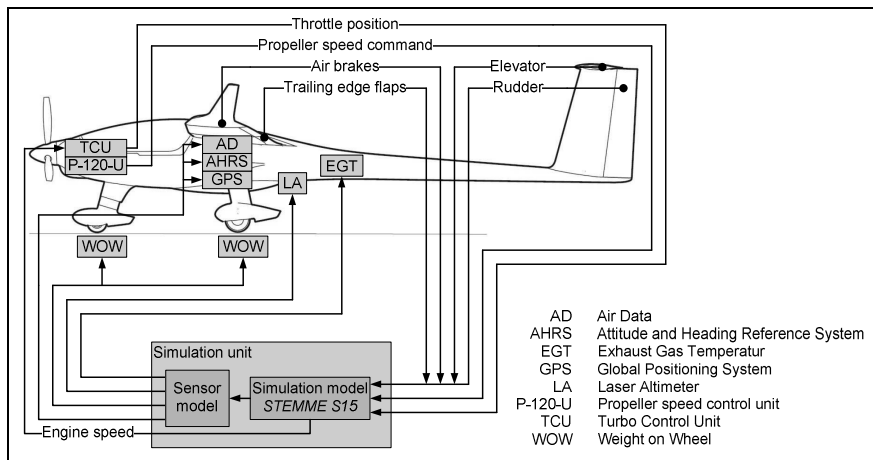 Throttle position
Propeller speed command
Air brakes
Elevator
Trailing edge flaps
Rudder
TCU
AD
P-120-U
AHRS
EGT
GPS
LA
WOW
WOW
Simulation unit
Sensor model
Simulation model
STEMME S15
Engine speed
AD Air Data
AHRS Attitude and Heading Reference System
EGT Exhaust Gas Temperatur
GPS Global Positioning System
LA Laser Altimeter
P-120-U Propeller speed control unit
TCU Turbo Control Unit
WOW Weight on Wheel